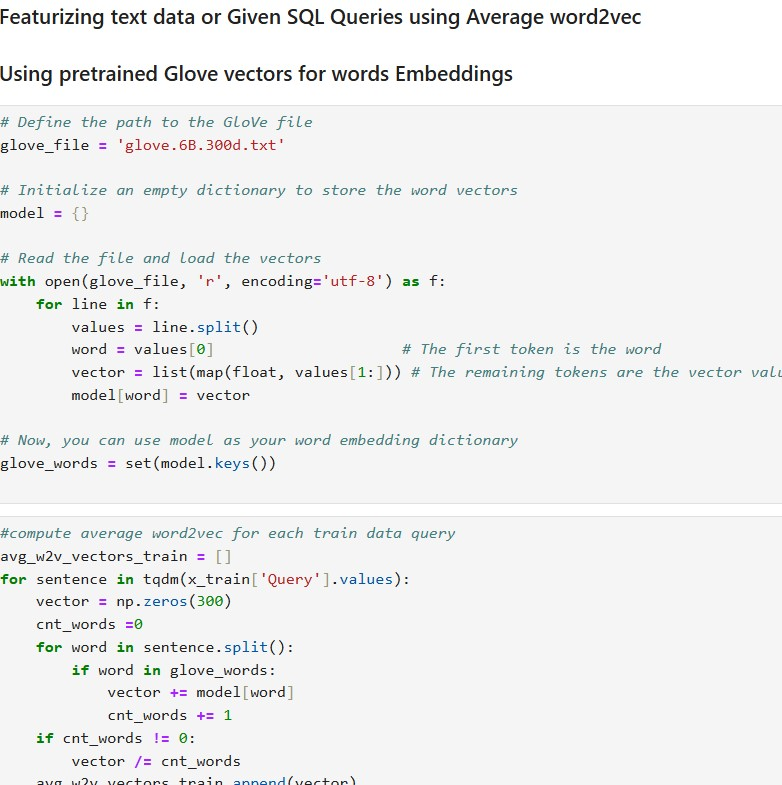 Featurizing text data or Given SQL Queries using Average word2vec
Using pretrained Glove vectors for words Embeddings
# Define the path to the GloVe file
glove_file = 'glove.6B.300d.txt'
# Initialize an empty dictionary to store the word vectors
model = {}
# Read the file and load the vectors
with open(glove_file, 'r', encoding='utf-8') as f:
    for line in f:
        values = line.split()
        word = values[0]                     # The first token is the word
        vector = list(map(float, values[1:])) # The remaining tokens are the vector valu
        model[word] = vector
# Now, you can use model as your word embedding dictionary
glove_words = set(model.keys())
#compute average word2vec for each train data query
avg_w2v_vectors_train = []
for sentence in tqdm(x_train['Query'].values):
    vector = np.zeros(300)
    cnt_words =0
    for word in sentence.split():
        if word in glove_words:
            vector += model[word]
            cnt_words += 1
    if cnt_words != 0:
        vector /= cnt_words
    avg_w2v_vectors_train.append(vector)